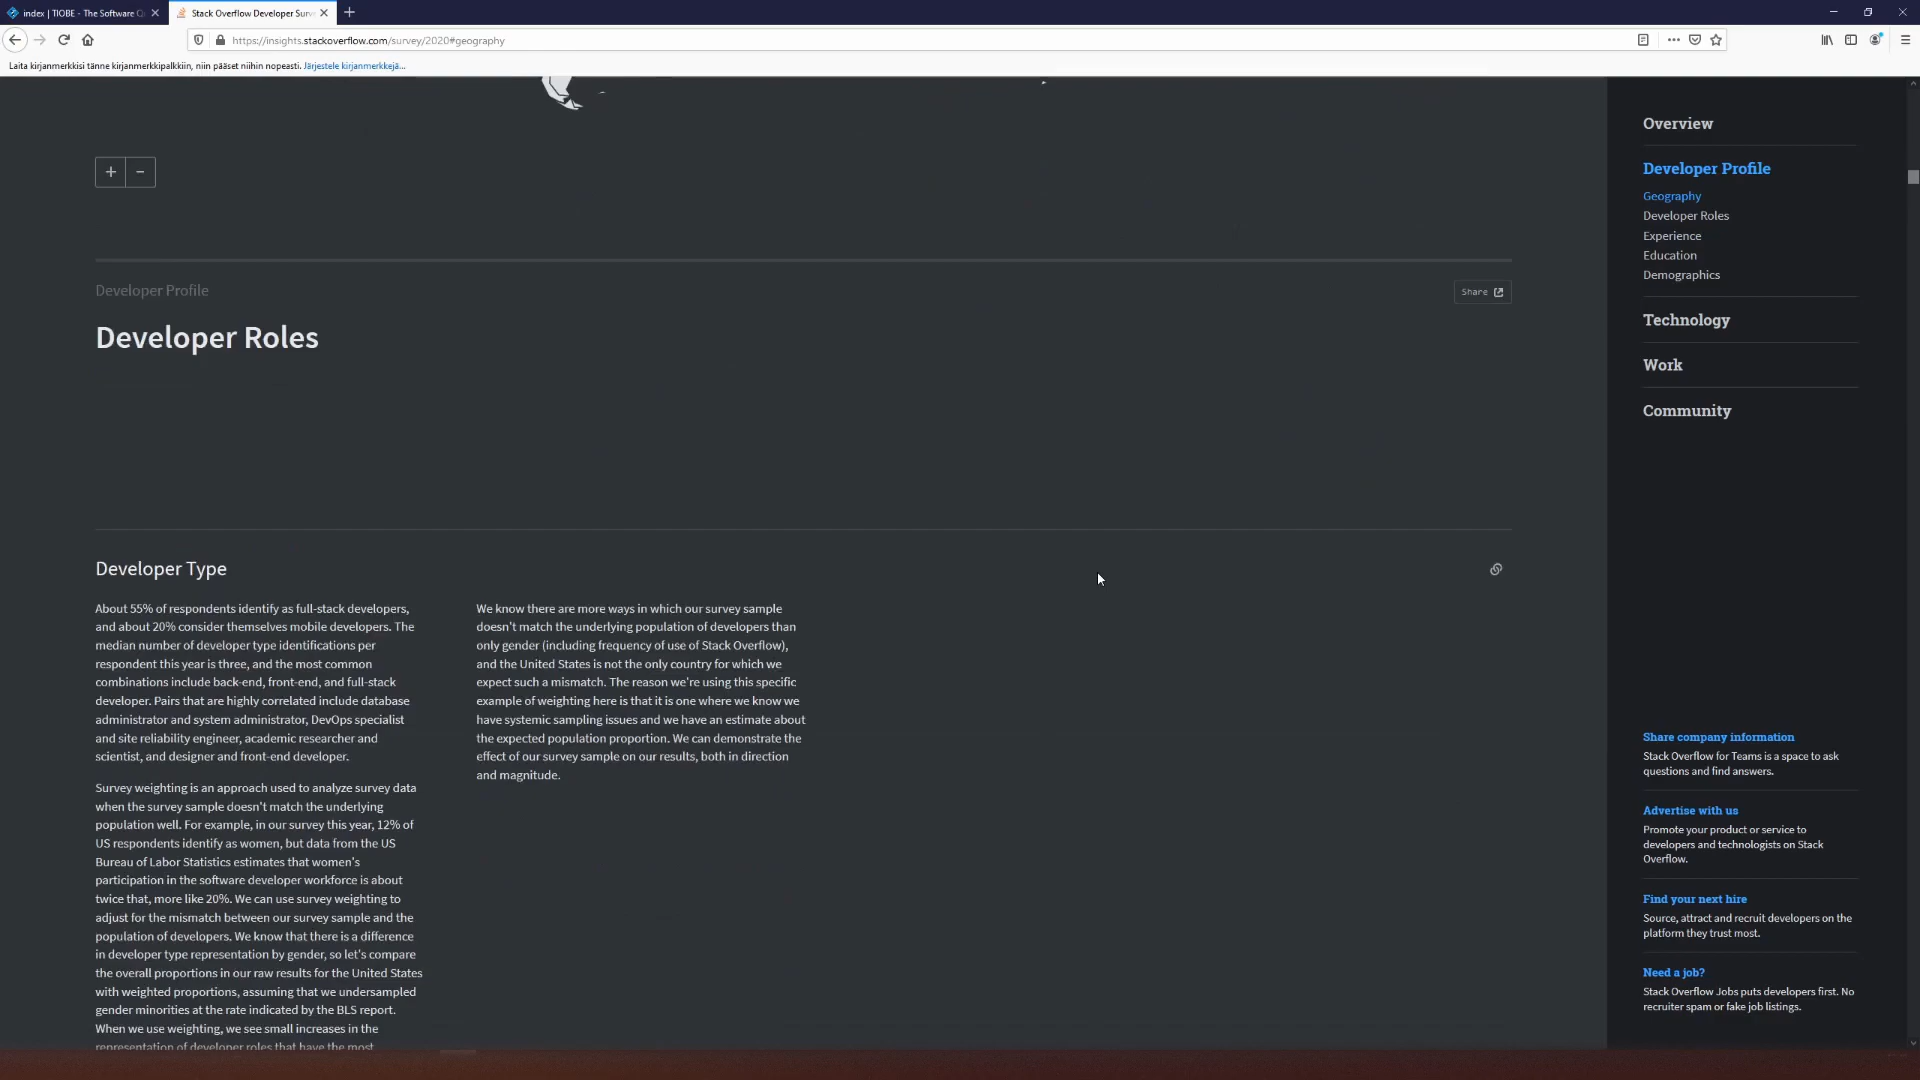 index | TIOBE - The Software Q
Stack Overflow Developer Surv
https://insights.stackoverflow.com/survey/2020#geography
Laita kirjanmerkkisi tänne kirjanmerkkipalkkiin, niin pääset niihin nopeasti. Järjestele kirjanmerkkejä…
+ −
Developer Profile
Share
Developer Roles
Developer Type
About 55% of respondents identify as full-stack developers,
and about 20% consider themselves mobile developers. The
median number of developer type identifications per
respondent this year is three, and the most common
combinations include back-end, front-end, and full-stack
developer. Pairs that are highly correlated include database
administrator and system administrator, DevOps specialist
and site reliability engineer, academic researcher and
scientist, and designer and front-end developer.
Survey weighting is an approach used to analyze survey data
when the survey sample doesn't match the underlying
population well. For example, in our survey this year, 12% of
US respondents identify as women, but data from the US
Bureau of Labor Statistics estimates that women's
participation in the software developer workforce is about
twice that, more like 20%. We can use survey weighting to
adjust for the mismatch between our survey sample and the
population of developers. We know that there is a difference
in developer type representation by gender, so let's compare
the overall proportions in our raw results for the United States
with weighted proportions, assuming that we undersampled
gender minorities at the rate indicated by the BLS report.
When we use weighting, we see small increases in the
representation of developer roles that have the most
We know there are more ways in which our survey sample
doesn't match the underlying population of developers than
only gender (including frequency of use of Stack Overflow),
and the United States is not the only country for which we
expect such a mismatch. The reason we're using this specific
example of weighting here is that it is one where we know we
have systemic sampling issues and we have an estimate about
the expected population proportion. We can demonstrate the
effect of our survey sample on our results, both in direction
and magnitude.
Overview
Developer Profile
Geography
Developer Roles
Experience
Education
Demographics
Technology
Work
Community
Share company information
Stack Overflow for Teams is a space to ask
questions and find answers.
Advertise with us
Promote your product or service to
developers and technologists on Stack
Overflow.
Find your next hire
Source, attract and recruit developers on the
platform they trust most.
Need a job?
Stack Overflow Jobs puts developers first. No
recruiter spam or fake job listings.